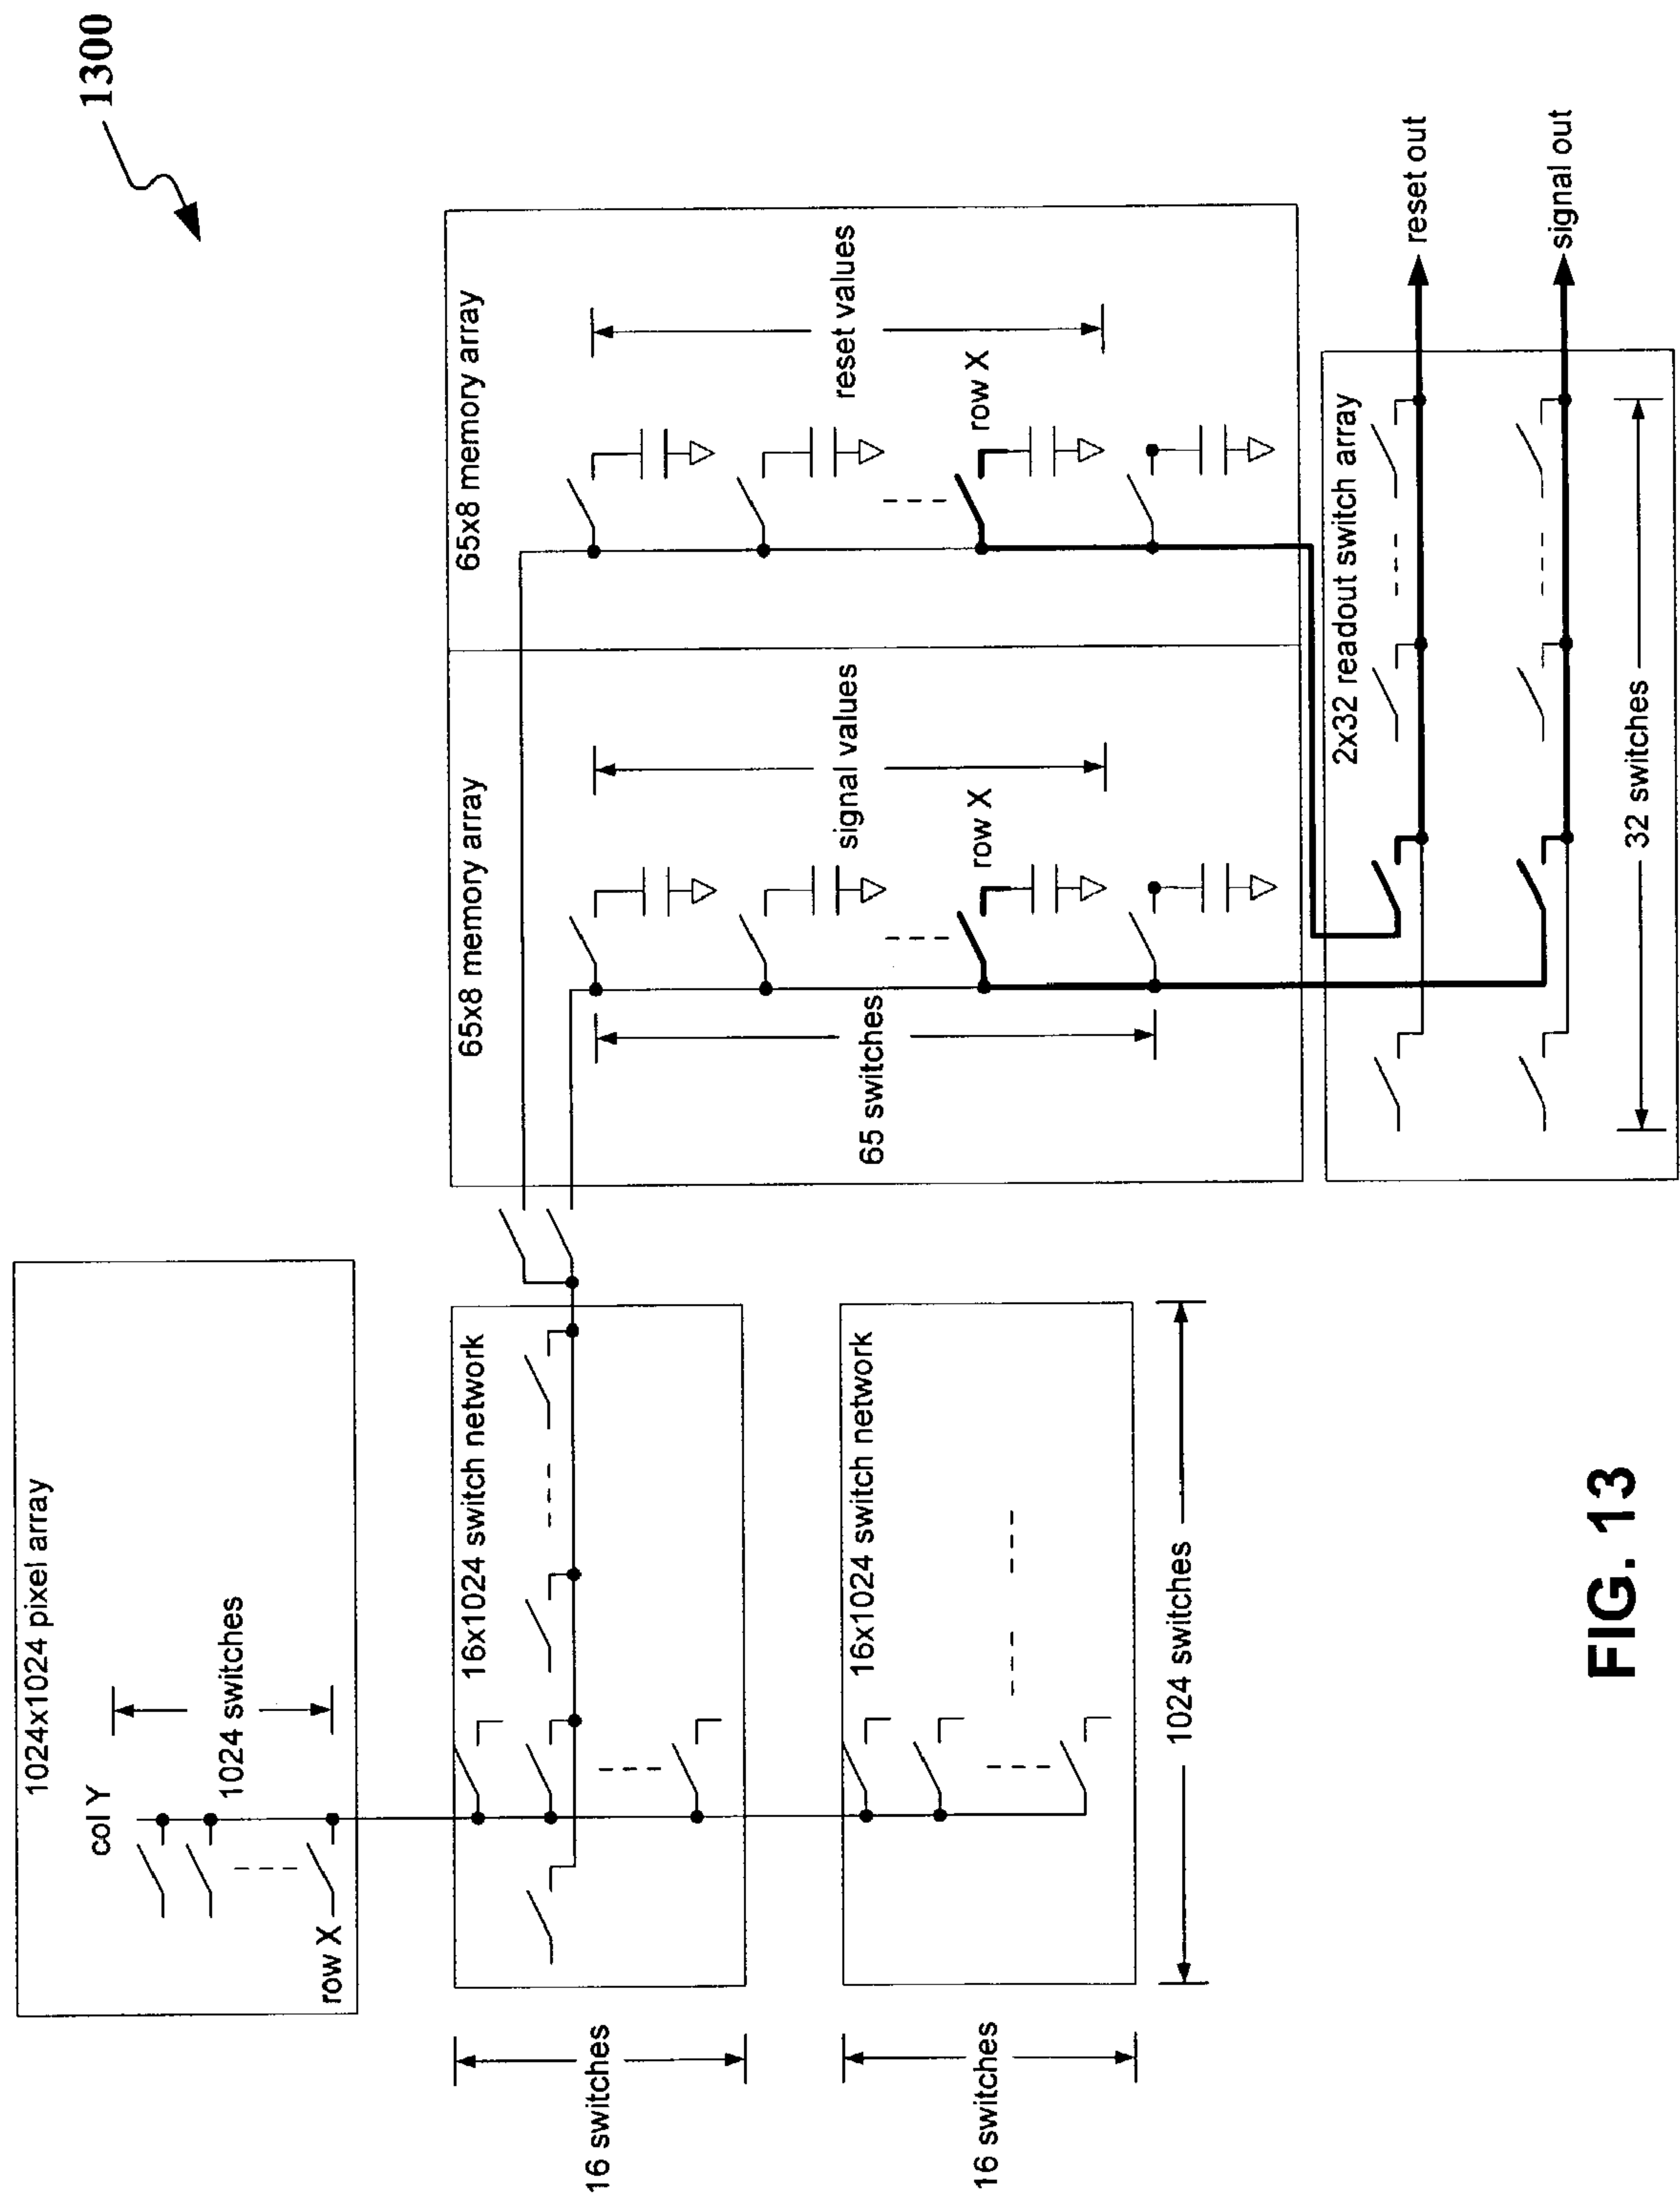 1300
1024x1024 pixel array
col Y
1024 switches
row X
16x1024 switch network
16 switches
16x1024 switch network
16 switches
1024 switches
65x8 memory array
65 switches
signal values
row X
65x8 memory array
reset values
row X
2x32 readout switch array
32 switches
reset out
signal out
FIG. 13